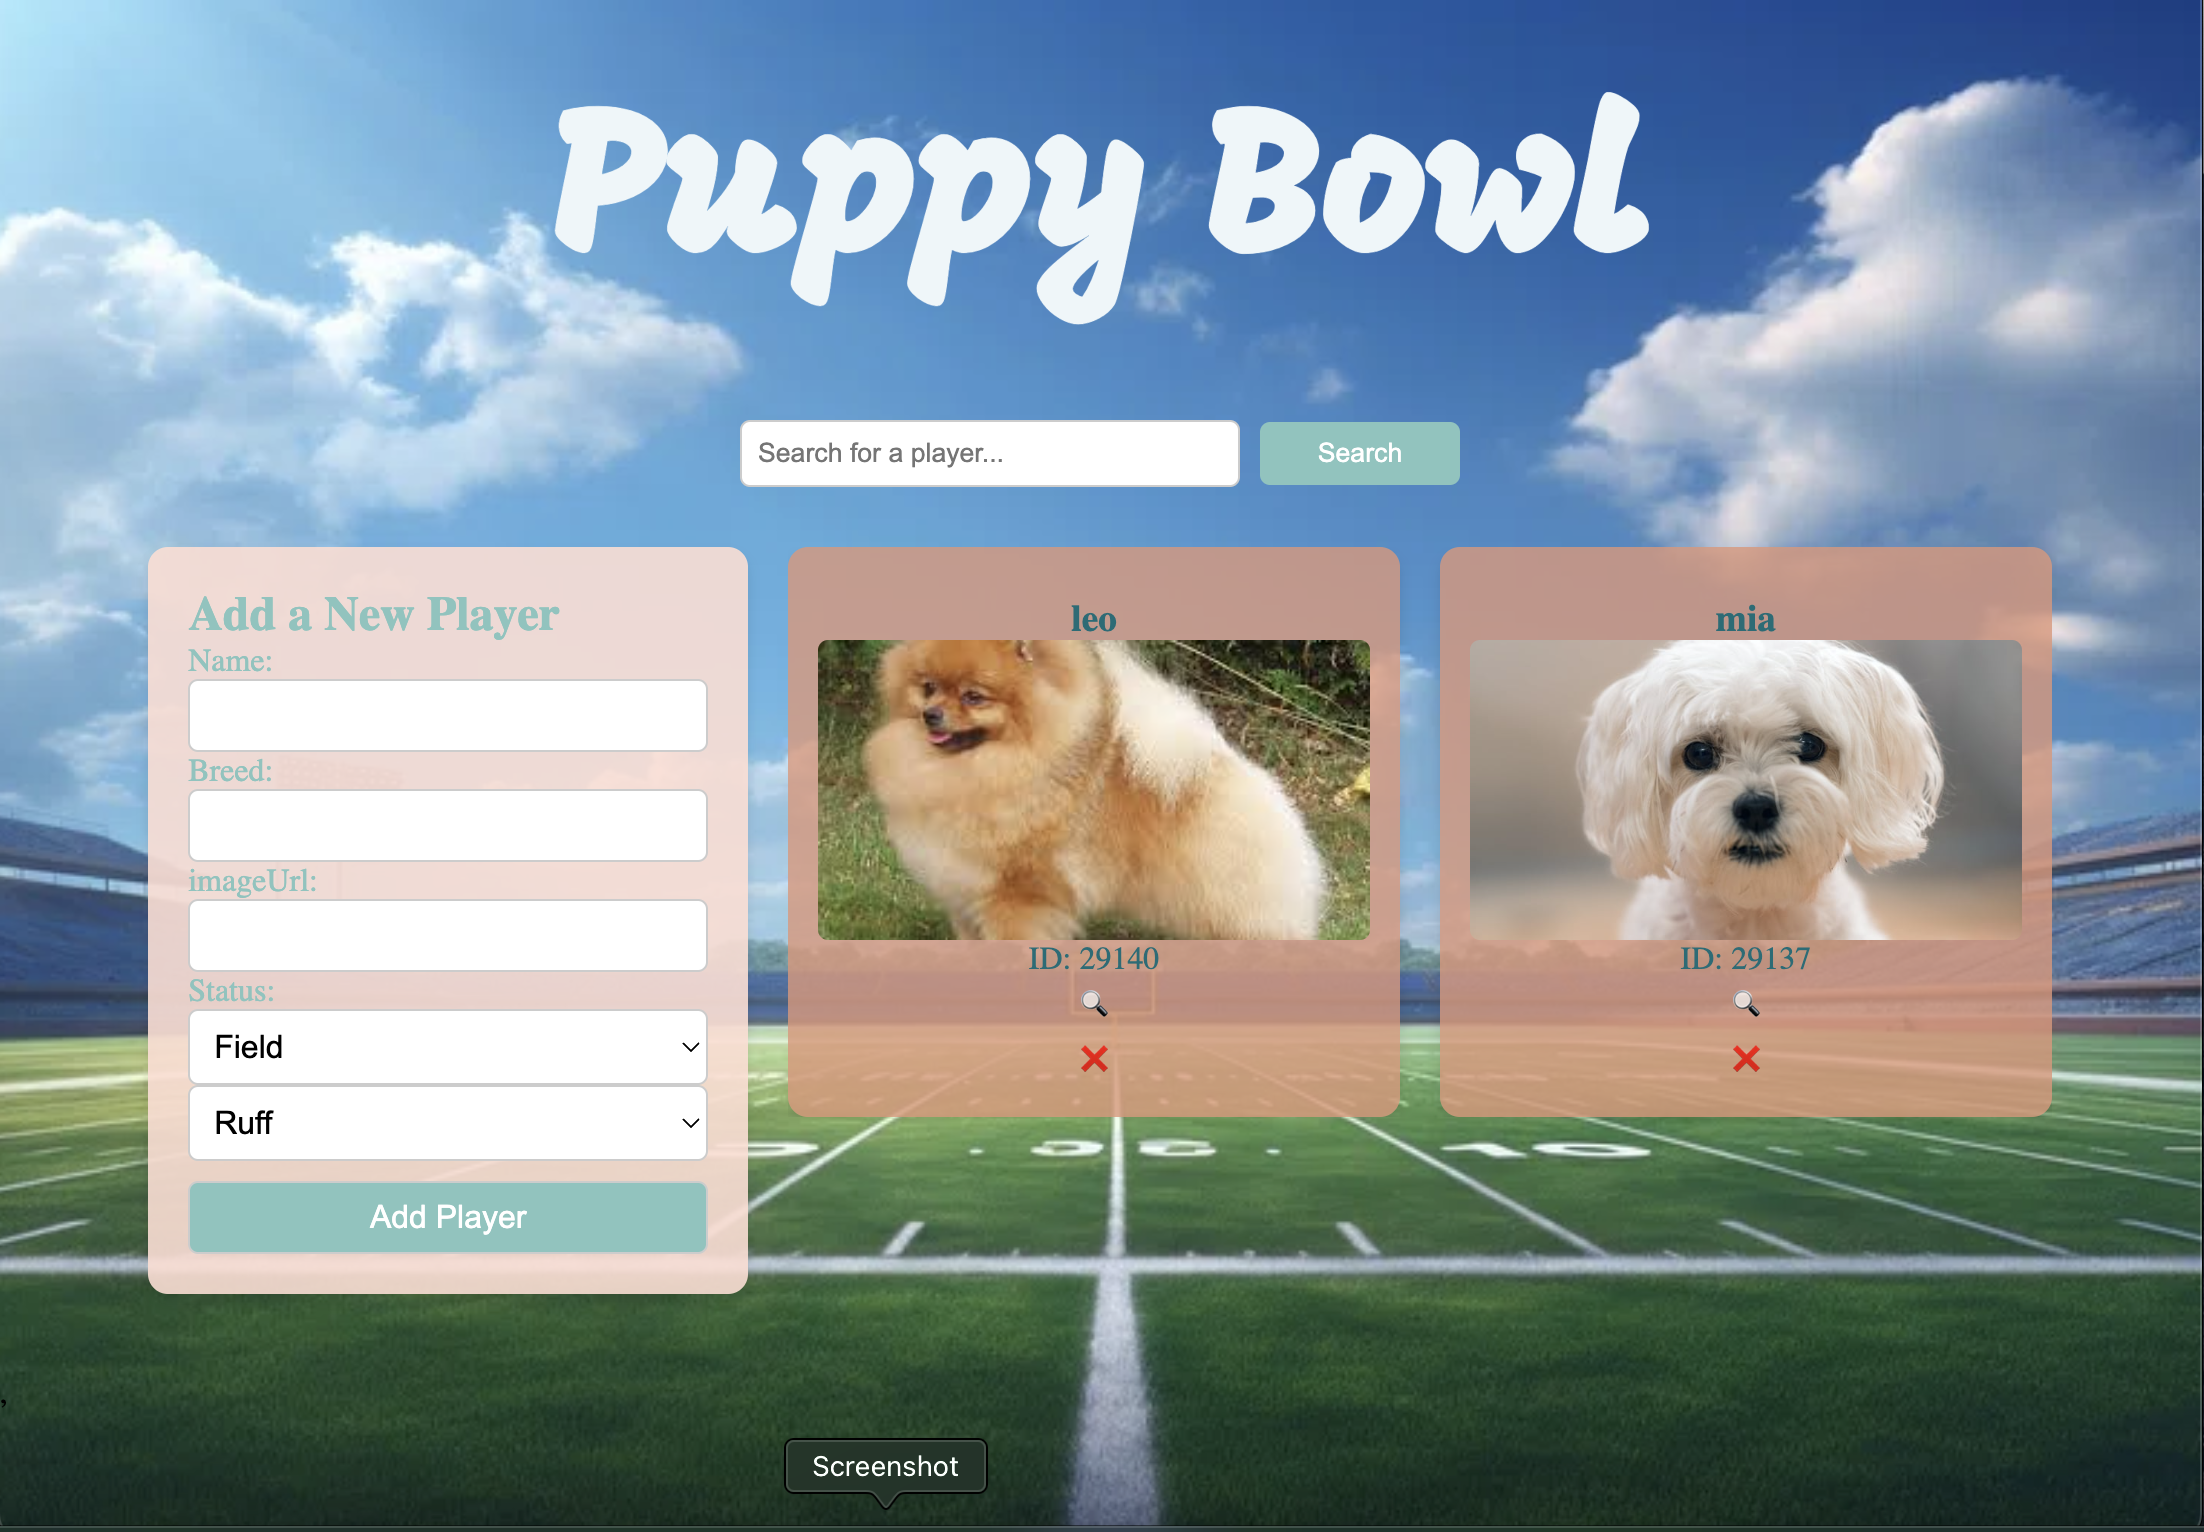 Puppy Bowl
Search for a player...
Search
Add a New Player
Name:
Breed:
imageUrl:
Status:
Field
Ruff
Add Player
leo
ID: 29140
mia
ID: 29137
,
Screenshot